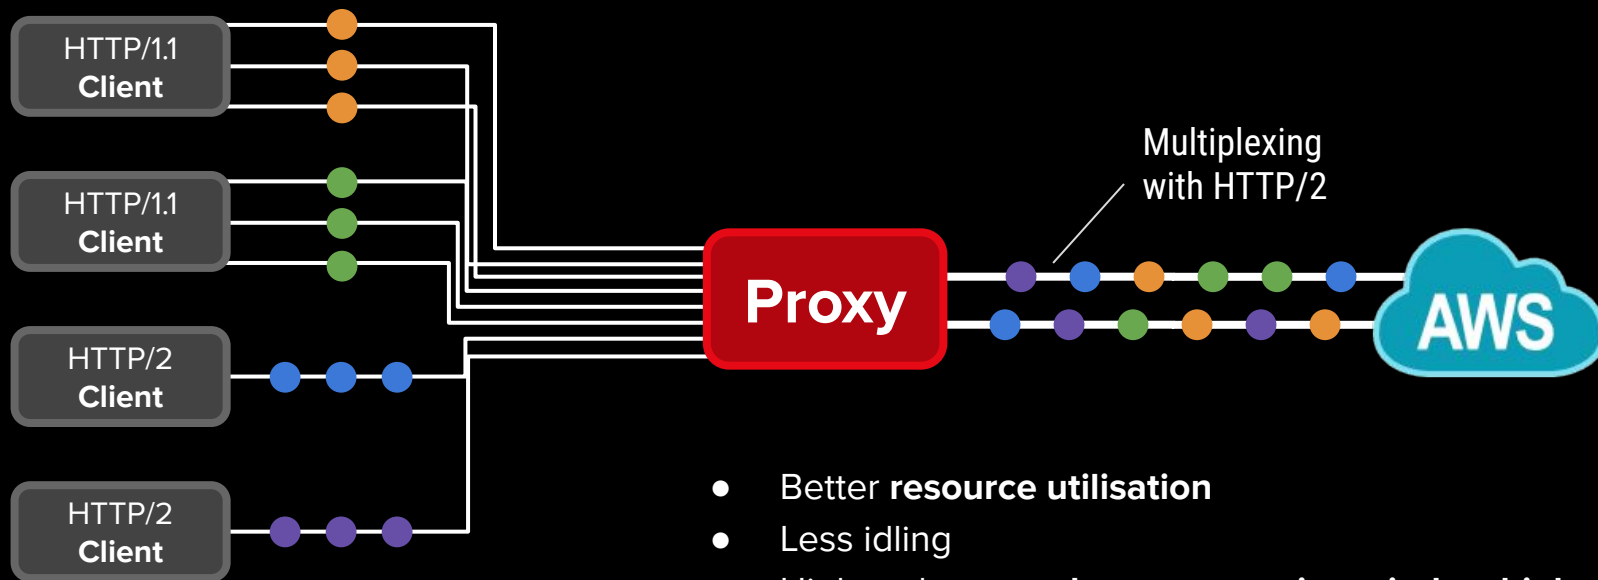 HTTP/1.1
Client
HTTP/1.1
Client
HTTP/2
Client
HTTP/2
Client
Proxy
Multiplexing
with HTTP/2
AWS
● Better resource utilisation
● Less idling